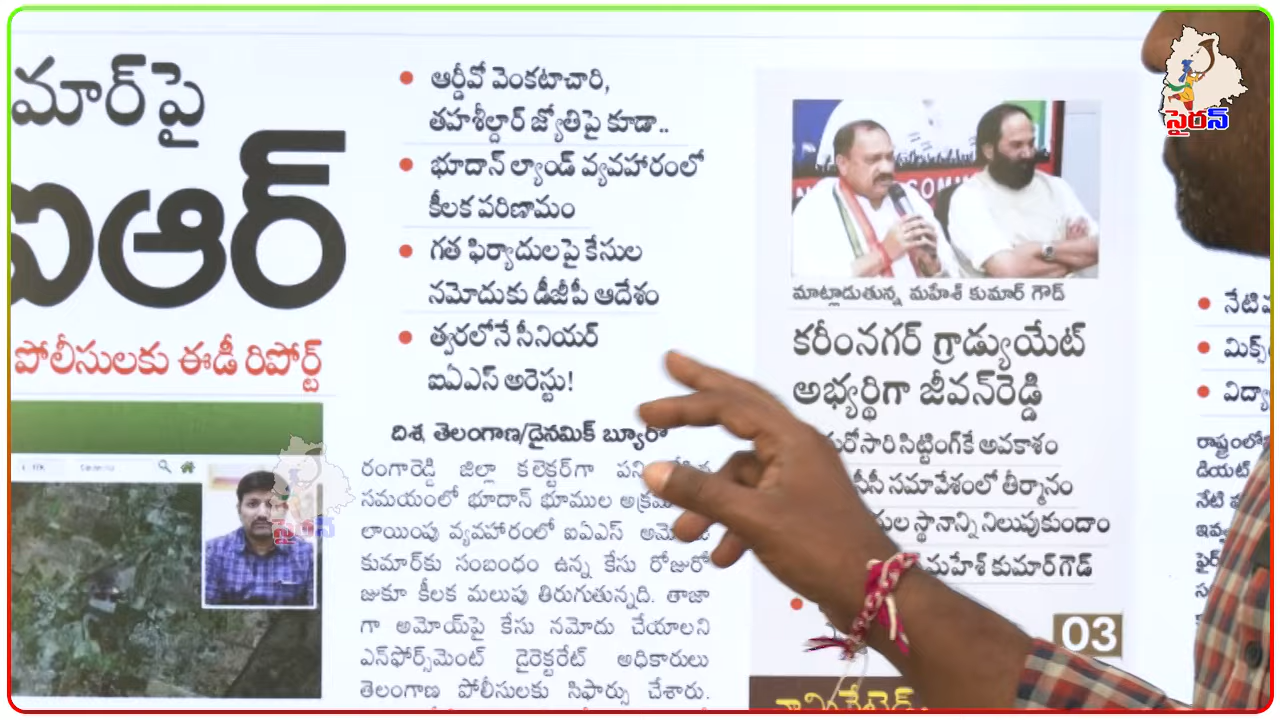 మార్‌పై
ఐఆర్
పోలీసులకు ఈడీ రిపోర్ట్
ఆర్డీవో వెంకటాచారి,
తహశీల్దార్ జ్యోతిపై కూడా..
భూదాన్ ల్యాండ్ వ్యవహారంలో
కీలక పరిణామం
గత ఫిర్యాదులపై కేసుల
నమోదుకు డీజీపీ ఆదేశం
త్వరలోనే సీనియర్
ఐఏఎస్ అరెస్టు!
దిశ, తెలంగాణ/డైనమిక్ బ్యూరో
రంగారెడ్డి జిల్లా కలెక్టర్‌గా
సమయంలో భూదాన్ భూముల
లాయింపు వ్యవహారంలో ఐఏఎస్
కుమార్‌కు సంబంధం ఉన్న కేసు రోజురో
జుకూ కీలక మలుపు తిరుగుతున్నది. తాజా
గా అమోయ్‌పై కేసు నమోదు చేయాలని
ఎన్‌ఫోర్స్‌మెంట్ డైరెక్టరేట్ అధికారులు
తెలంగాణ పోలీసులకు సిఫార్సు చేశారు.
మాట్లాడుతున్న మహేశ్ కుమార్ గౌడ్
కరీంనగర్ గ్రాడ్యుయేట్
అభ్యర్థిగా జీవన్‌రెడ్డి
సిట్టింగ్‌కే అవకాశం
సమావేశంలో తీర్మానం
స్థానాన్ని నిలుపుకుందాం
మహేశ్ కుమార్ గౌడ్
03
సైరన్
సైరన్